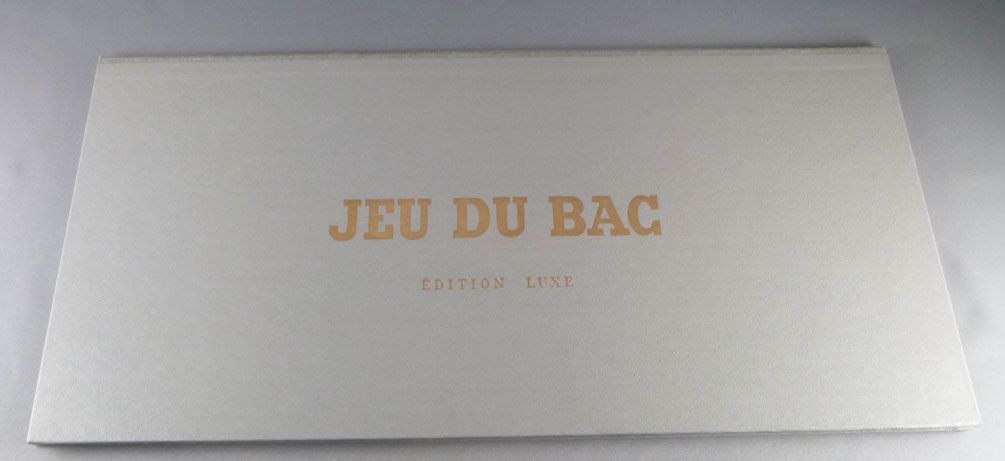 JEU DU BAC
ÉDITION LUXE